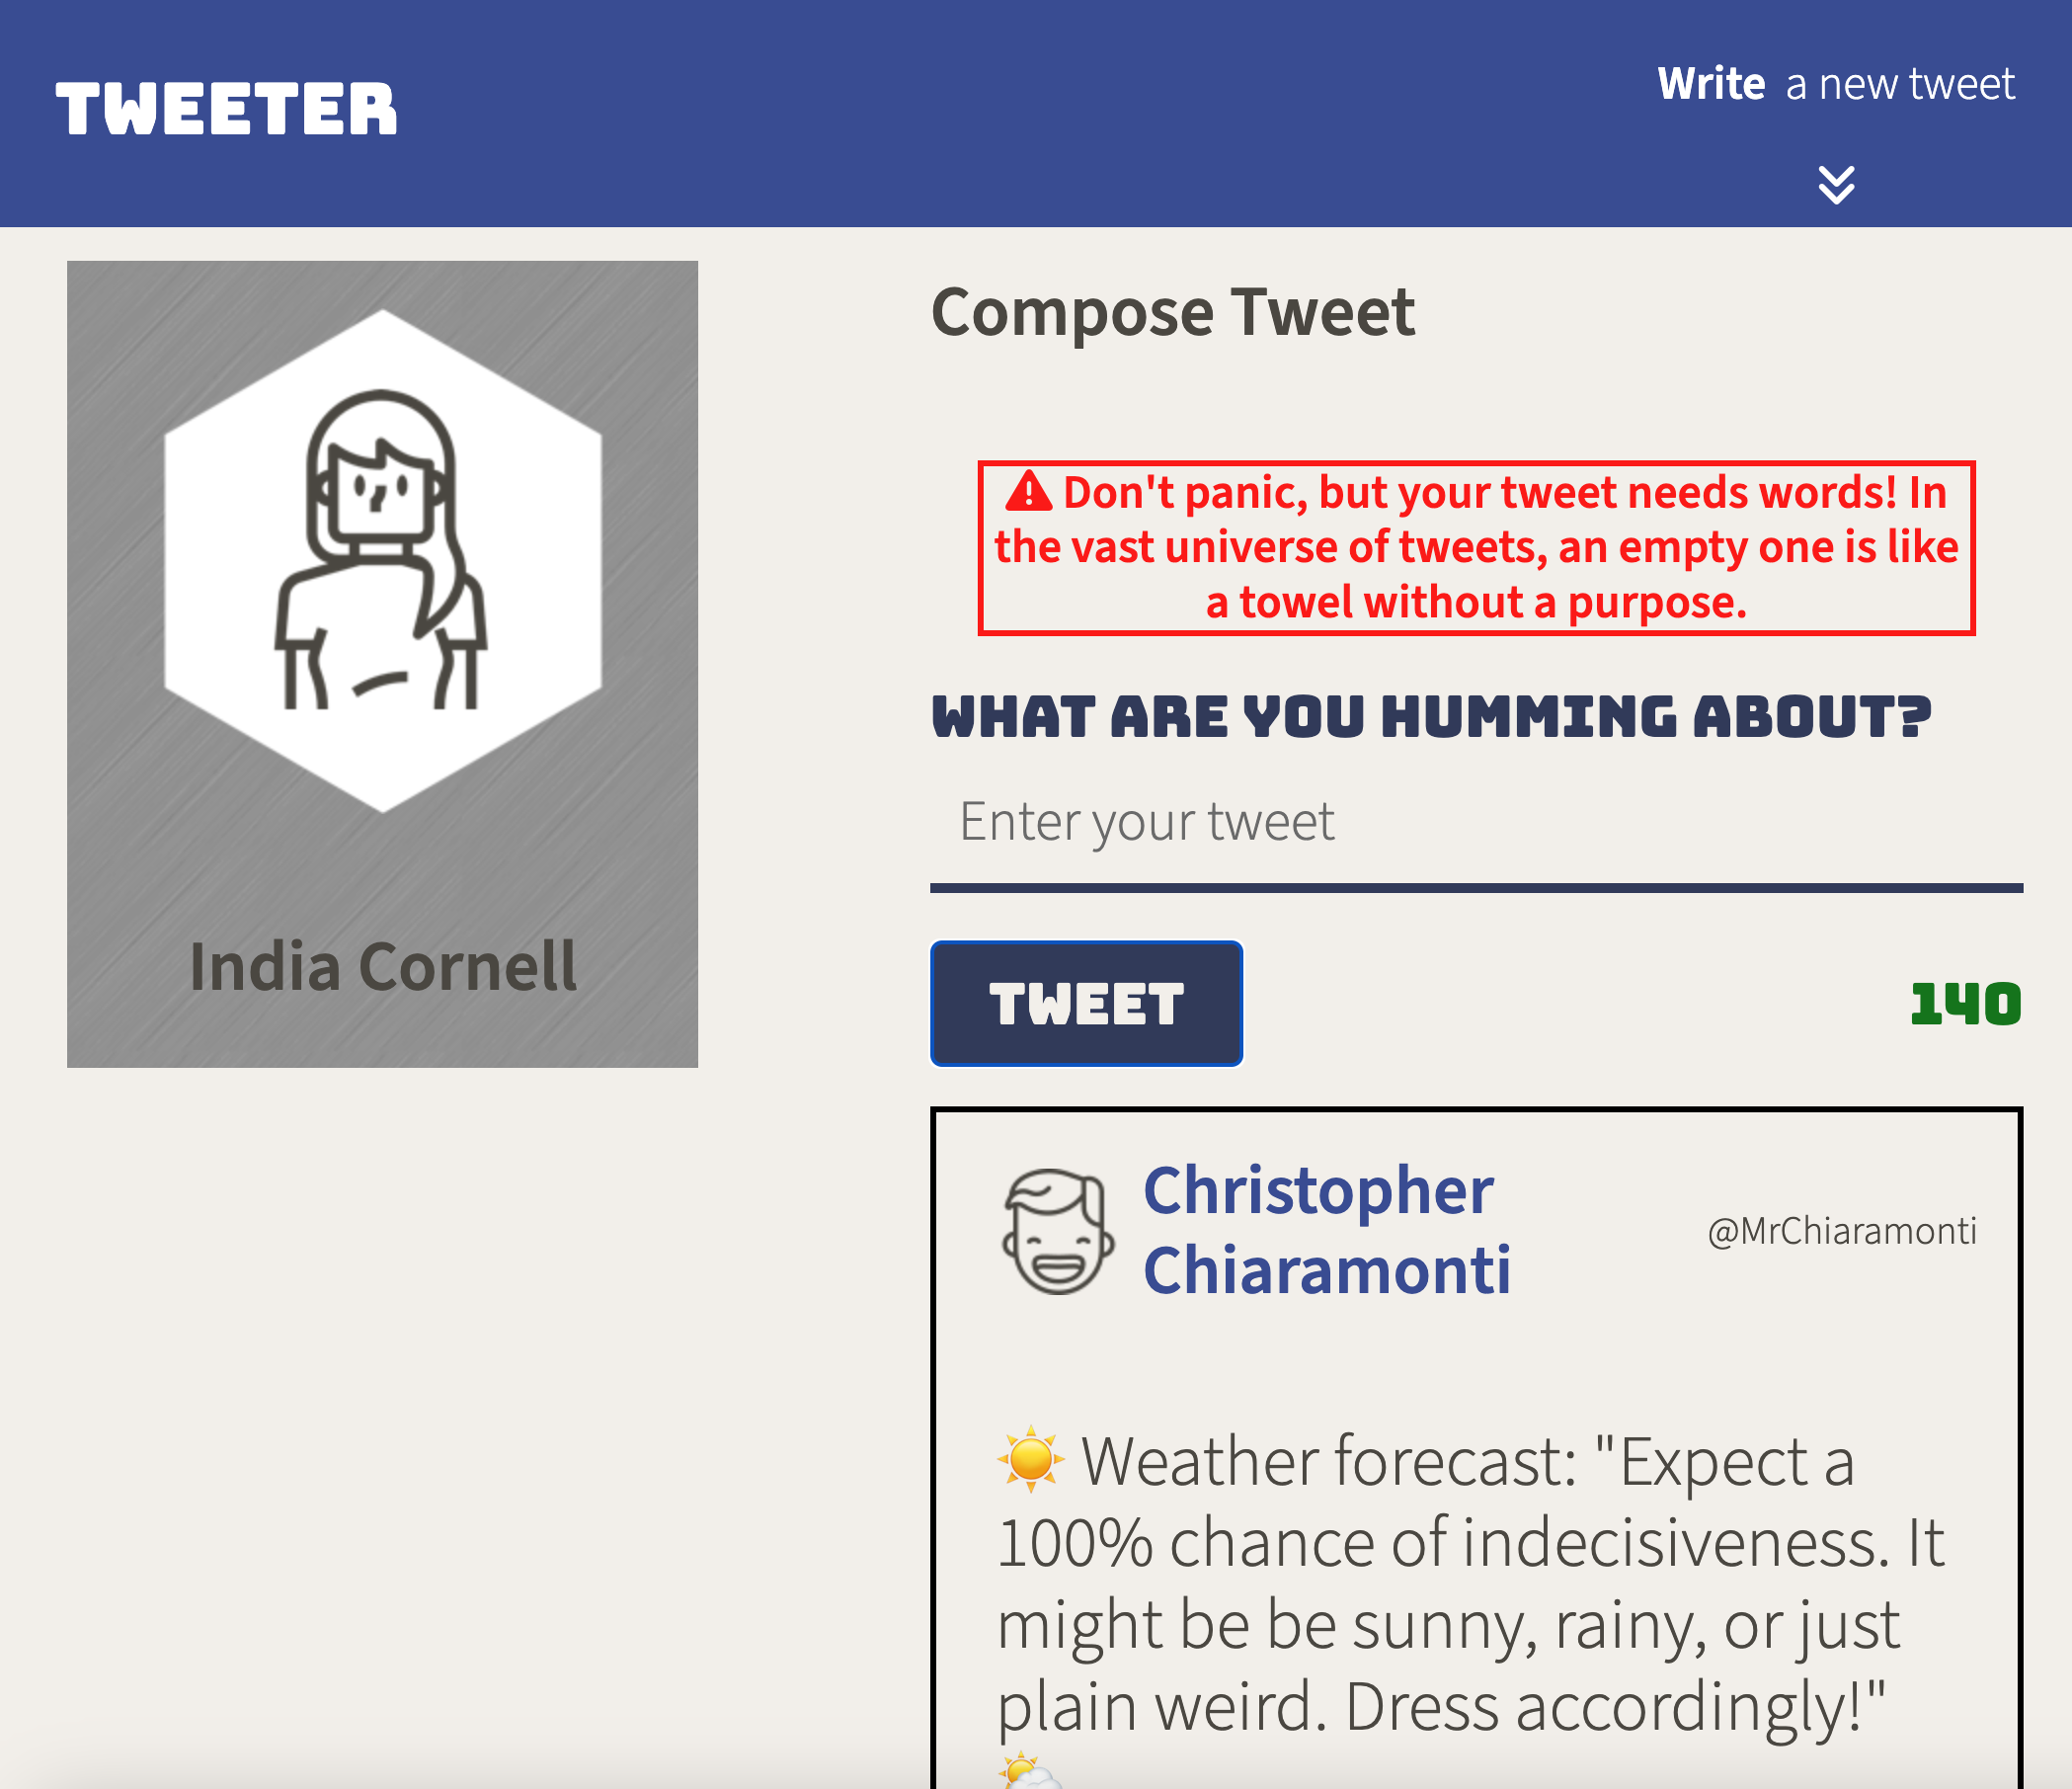 TWEETER
Write a new tweet
India Cornell
Compose Tweet
Don't panic, but your tweet needs words! In
the vast universe of tweets, an empty one is like
a towel without a purpose.
WHAT ARE YOU HUMMING ABOUT?
Enter your tweet
TWEET
140
Christopher
Chiaramonti
@MrChiaramonti
☀️ Weather forecast: "Expect a
100% chance of indecisiveness. It
might be be sunny, rainy, or just
plain weird. Dress accordingly!"